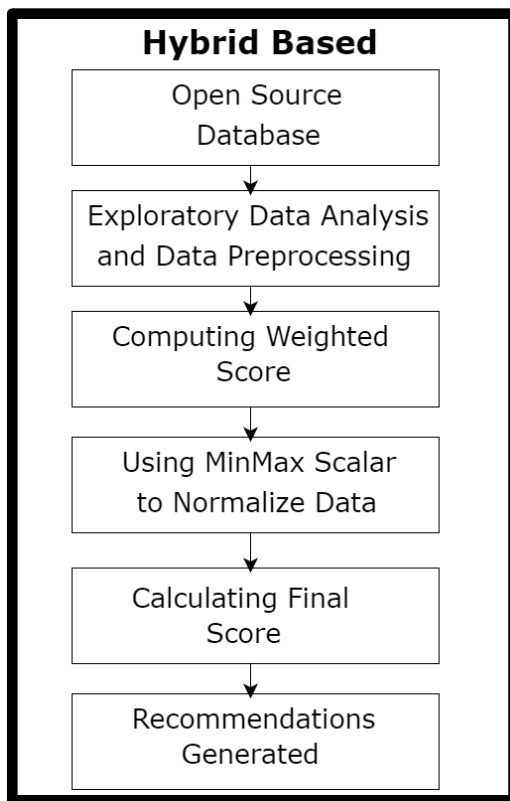 Hybrid Based
Open Source
Database
Exploratory Data Analysis
and Data Preprocessing
Computing Weighted
Score
Using MinMax Scalar
to Normalize Data
Calculating Final
Score
Recommendations
Generated